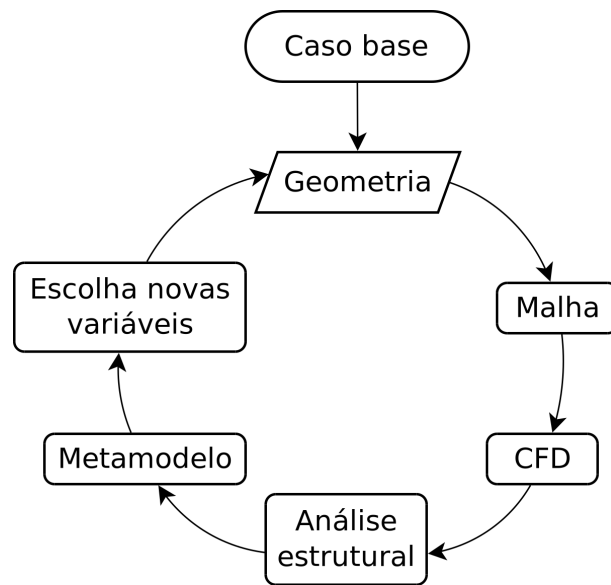 Caso base
Geometria
Malha
CFD
Análise
estrutural
Metamodelo
Escolha novas
variáveis